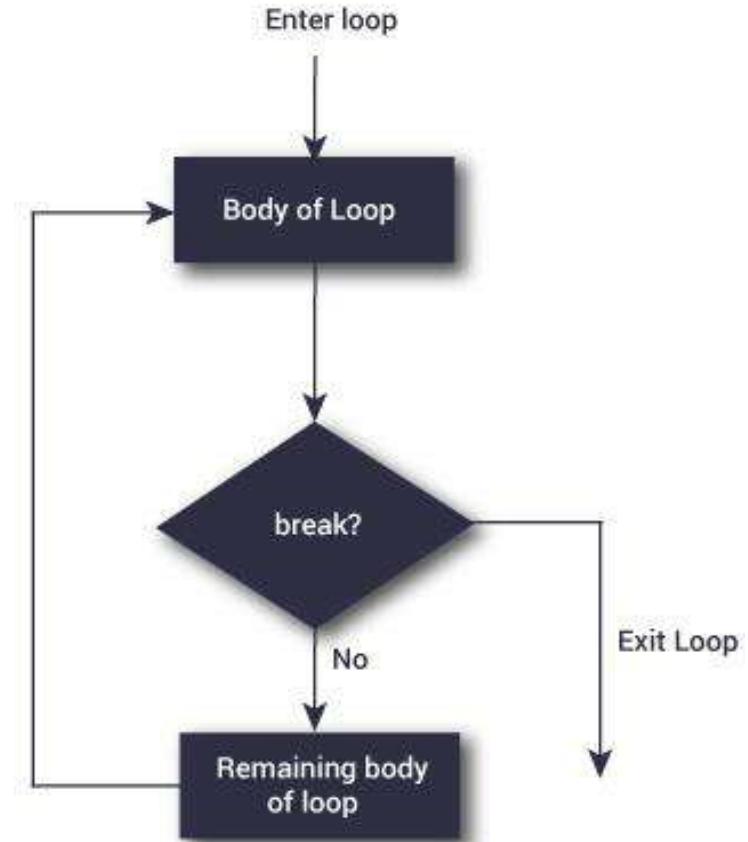 Enter loop
Body of Loop
break?
No
Exit Loop
Remaining body
of loop